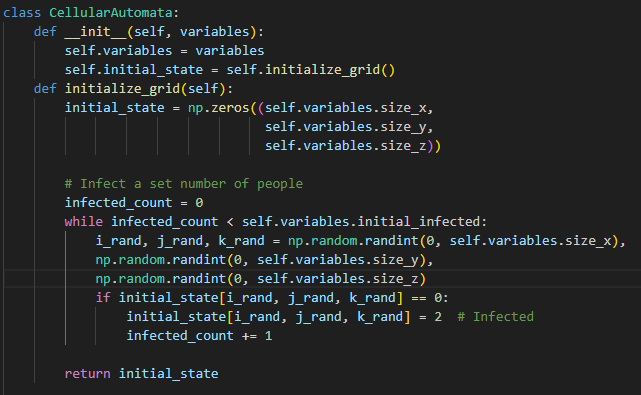 class CellularAutomata:
    def __init__(self, variables):
        self.variables = variables
        self.initial_state = self.initialize_grid()
    def initialize_grid(self):
        initial_state = np.zeros((self.variables.size_x,
                                  self.variables.size_y,
                                  self.variables.size_z))

        # Infect a set number of people
        infected_count = 0
        while infected_count < self.variables.initial_infected:
            i_rand, j_rand, k_rand = np.random.randint(0, self.variables.size_x),
            np.random.randint(0, self.variables.size_y),
            np.random.randint(0, self.variables.size_z)
            if initial_state[i_rand, j_rand, k_rand] == 0:
                initial_state[i_rand, j_rand, k_rand] = 2  # Infected
                infected_count += 1

        return initial_state